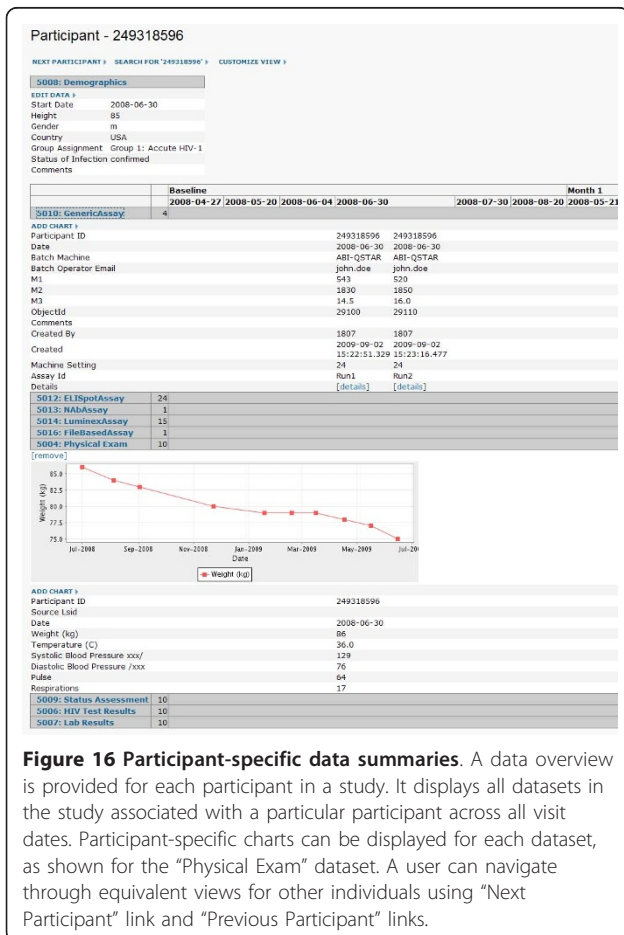 Participant - 249318596
NEXT PARTICIPANT › SEARCH FOR '249318596' › CUSTOMIZE VIEW ›
5008: Demographics
EDIT DATA ›
Start Date 2008-06-30
Height 85
Gender m
Country USA
Group Assignment Group 1: Accute HIV-1
Status of Infection confirmed
Comments
Baseline Month 1
2008-04-27 2008-05-20 2008-06-04 2008-06-30 2008-07-30 2008-08-20 2008-05-21
5010: GenericAssay 4
ADD CHART ›
Participant ID 249318596 249318596
Date 2008-06-30 2008-06-30
Batch Machine ABI-QSTAR ABI-QSTAR
Batch Operator Email john.doe john.doe
M1 543 520
M2 1830 1850
M3 14.5 16.0
ObjectId 29100 29110
Comments
Created By 1807 1807
Created 2009-09-02 15:22:51.329 2009-09-02 15:23:16.477
Machine Setting 24 24
Assay Id Run1 Run2
Details [details] [details]
5012: ELISpotAssay 24
5013: NAbAssay 1
5014: LuminexAssay 15
5016: FileBasedAssay 1
5004: Physical Exam 10
[remove]
Weight (kg)
85.0
82.5
80.0
77.5
75.0
Jul-2008 Sep-2008 Nov-2008 Jan-2009 Mar-2009 May-2009 Jul-20
Date
Weight (kg)
ADD CHART ›
Participant ID 249318596
Source Lsid
Date 2008-06-30
Weight (kg) 86
Temperature (C) 36.0
Systolic Blood Pressure xxx/ 129
Diastolic Blood Pressure /xxx 76
Pulse 64
Respirations 17
5009: Status Assessment 10
5006: HIV Test Results 10
5007: Lab Results 10
Figure 16 Participant-specific data summaries. A data overview
is provided for each participant in a study. It displays all datasets in
the study associated with a particular participant across all visit
dates. Participant-specific charts can be displayed for each dataset,
as shown for the "Physical Exam" dataset. A user can navigate
through equivalent views for other individuals using "Next
Participant" link and "Previous Participant" links.